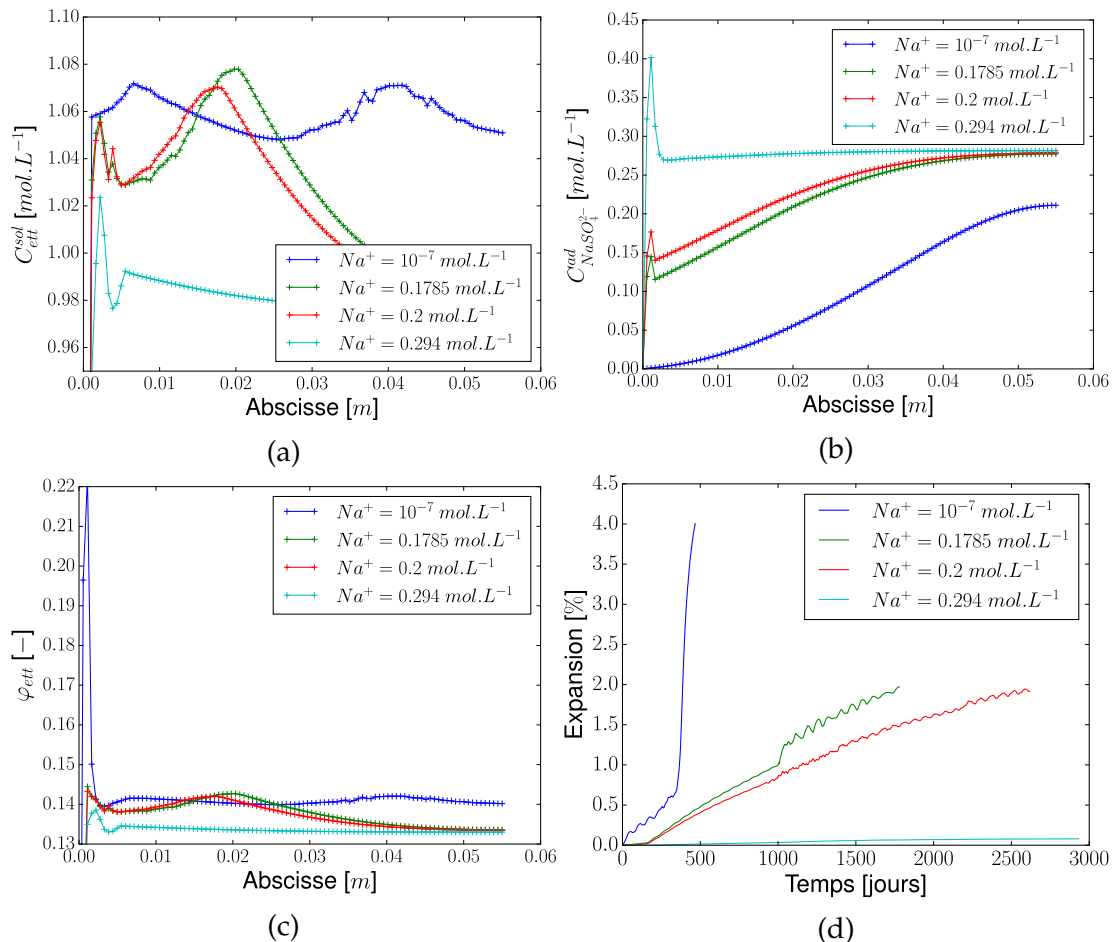 1.10
1.08
1.06
1.04
1.02
1.00
0.98
0.96
0.00 0.01 0.02 0.03 0.04 0.05 0.06
C_{ett}^{sol} [mol.L^{-1}]
Abscisse [m]
Na^+ = 10^{-7} mol.L^{-1}
Na^+ = 0.1785 mol.L^{-1}
Na^+ = 0.2 mol.L^{-1}
Na^+ = 0.294 mol.L^{-1}
(a)
0.45
0.40
0.35
0.30
0.25
0.20
0.15
0.10
0.05
0.00
0.00 0.01 0.02 0.03 0.04 0.05 0.06
C_{NaSO_4^{2-}}^{ad} [mol.L^{-1}]
Abscisse [m]
Na^+ = 10^{-7} mol.L^{-1}
Na^+ = 0.1785 mol.L^{-1}
Na^+ = 0.2 mol.L^{-1}
Na^+ = 0.294 mol.L^{-1}
(b)
0.22
0.21
0.20
0.19
0.18
0.17
0.16
0.15
0.14
0.13
0.00 0.01 0.02 0.03 0.04 0.05 0.06
φ_{ett} [−]
Abscisse [m]
Na^+ = 10^{-7} mol.L^{-1}
Na^+ = 0.1785 mol.L^{-1}
Na^+ = 0.2 mol.L^{-1}
Na^+ = 0.294 mol.L^{-1}
(c)
4.5
4.0
3.5
3.0
2.5
2.0
1.5
1.0
0.5
0.0
0 500 1000 1500 2000 2500 3000
Expansion [%]
Temps [jours]
Na^+ = 10^{-7} mol.L^{-1}
Na^+ = 0.1785 mol.L^{-1}
Na^+ = 0.2 mol.L^{-1}
Na^+ = 0.294 mol.L^{-1}
(d)